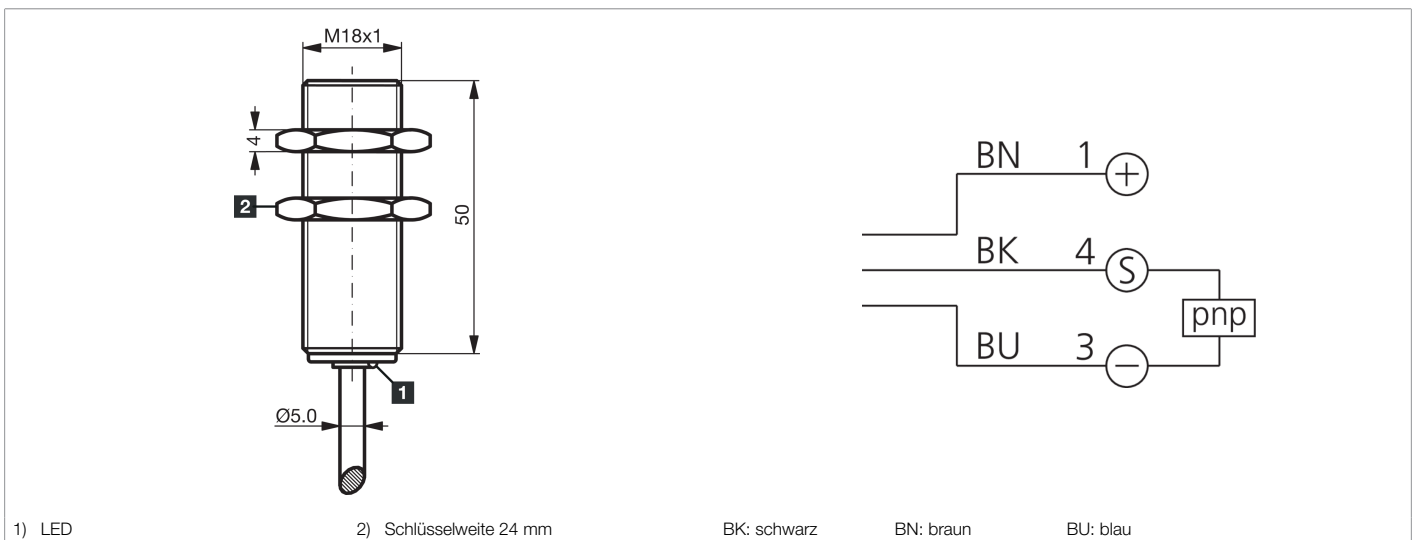 M18x1
4
2
50
1
Ø5.0
BN 1
BK 4 S
pnp
BU 3
1) LED 2) Schlüsselweite 24 mm BK: schwarz BN: braun BU: blau